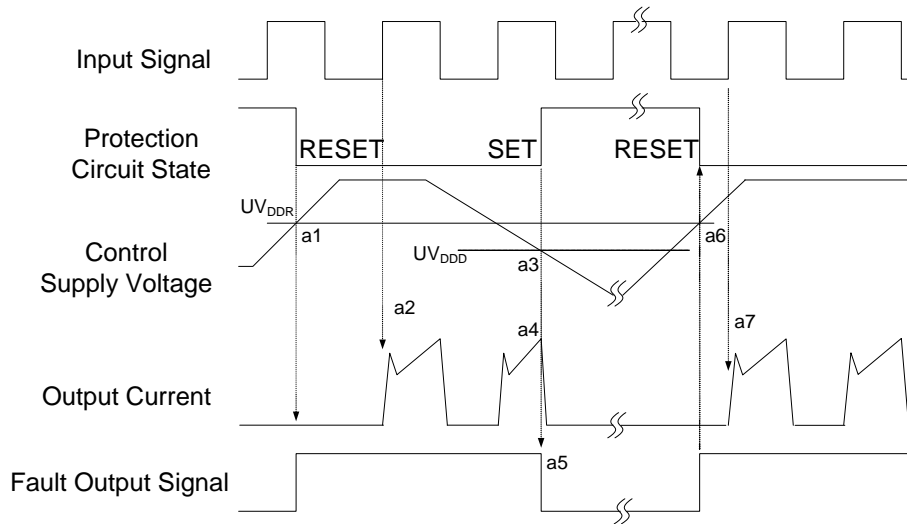 Input Signal
Protection
Circuit State
RESET
SET
RESET
UVDDR
a1
a6
Control
Supply Voltage
UVDDD
a3
a2
a4
a7
Output Current
a5
Fault Output Signal